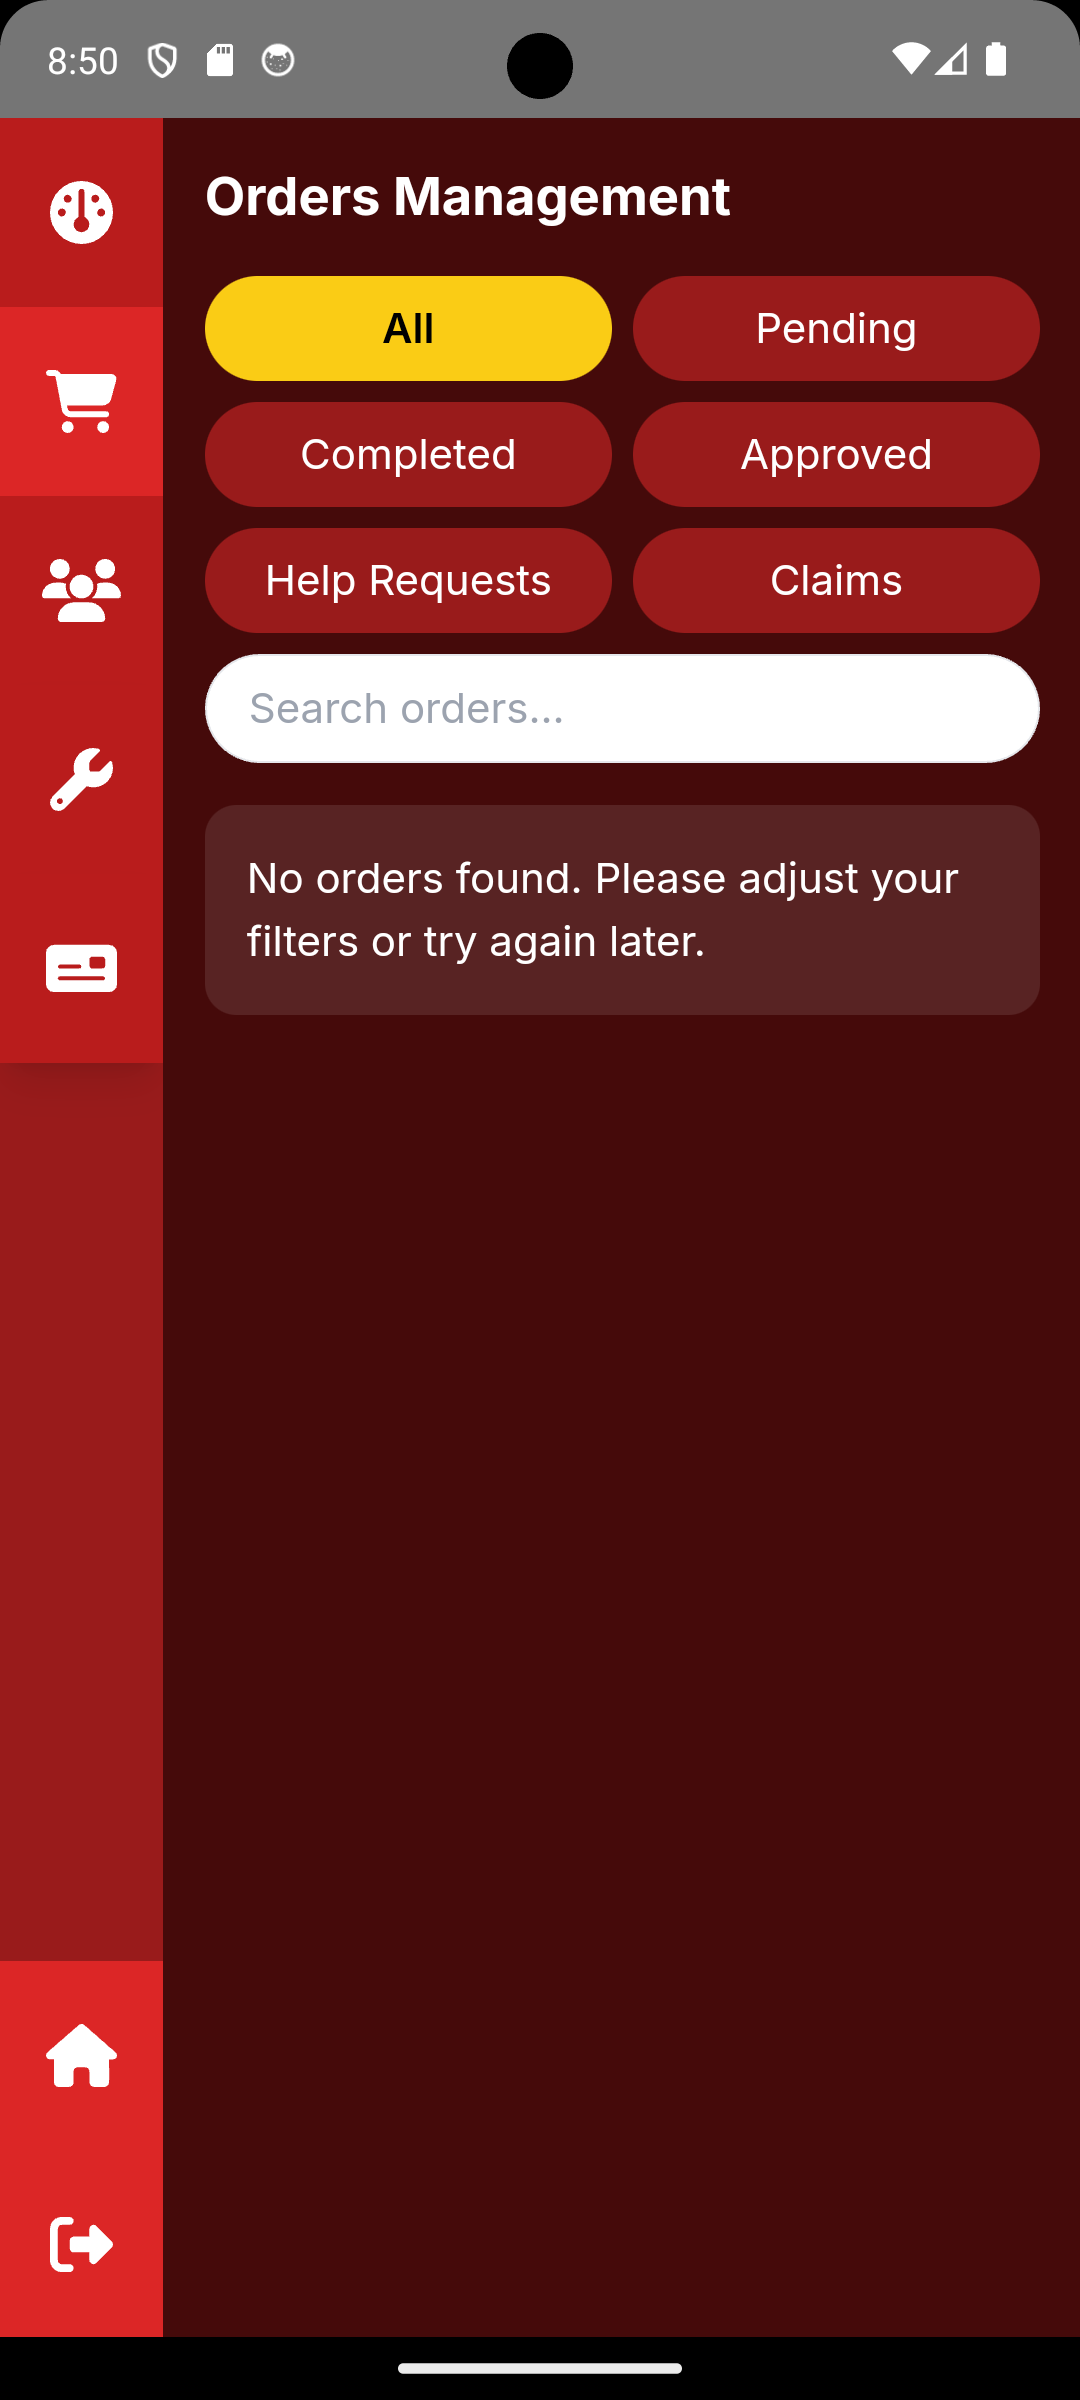 8:50
Orders Management
All
Pending
Completed
Approved
Help Requests
Claims
Search orders...
No orders found. Please adjust your
filters or try again later.